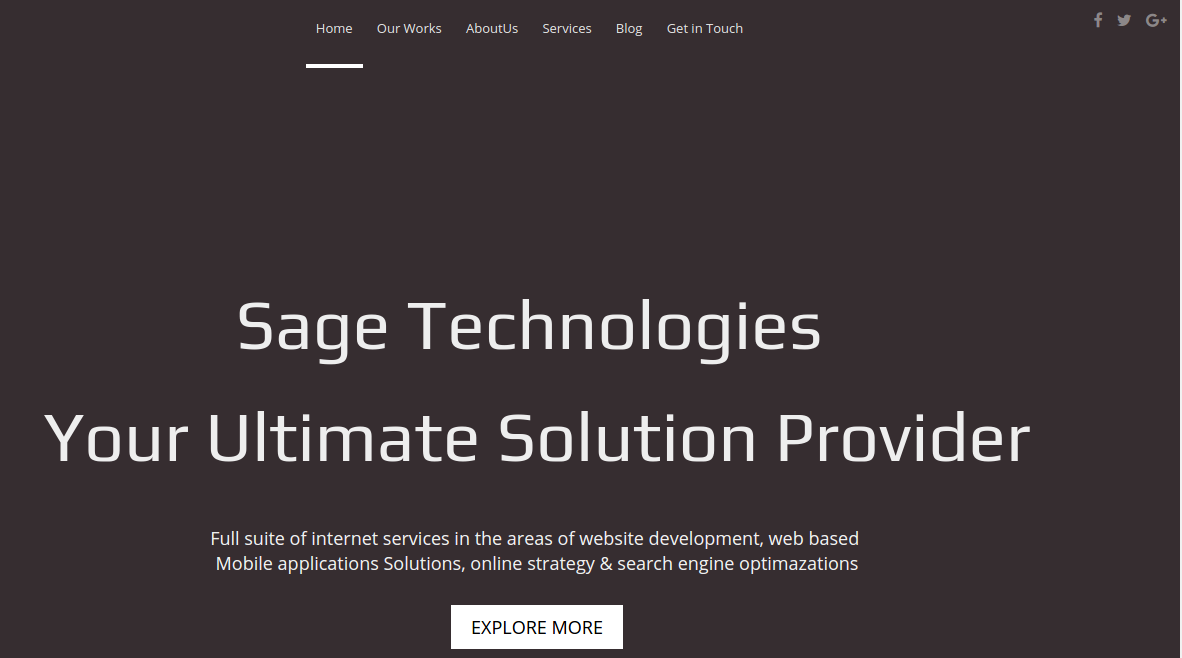 Home Our Works AboutUs Services Blog Get in Touch
Sage Technologies
Your Ultimate Solution Provider
Full suite of internet services in the areas of website development, web based
Mobile applications Solutions, online strategy & search engine optimazations
EXPLORE MORE